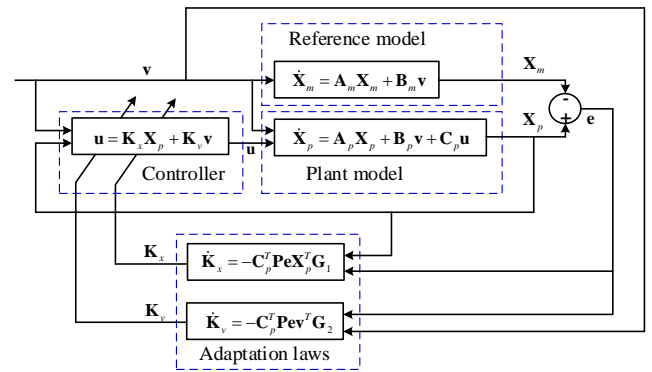 Reference model
v
Ẋₘ = AₘXₘ + Bₘv
Xₘ
-
+
e
Xₚ
u = KₓXₚ + Kᵥv
u
Ẋₚ = AₚXₚ + Bₚv + Cₚu
Controller
Plant model
Kₓ
K̇ₓ = −CₚᵀPeXₚᵀG₁
Kᵥ
K̇ᵥ = −CₚᵀPevᵀG₂
Adaptation laws